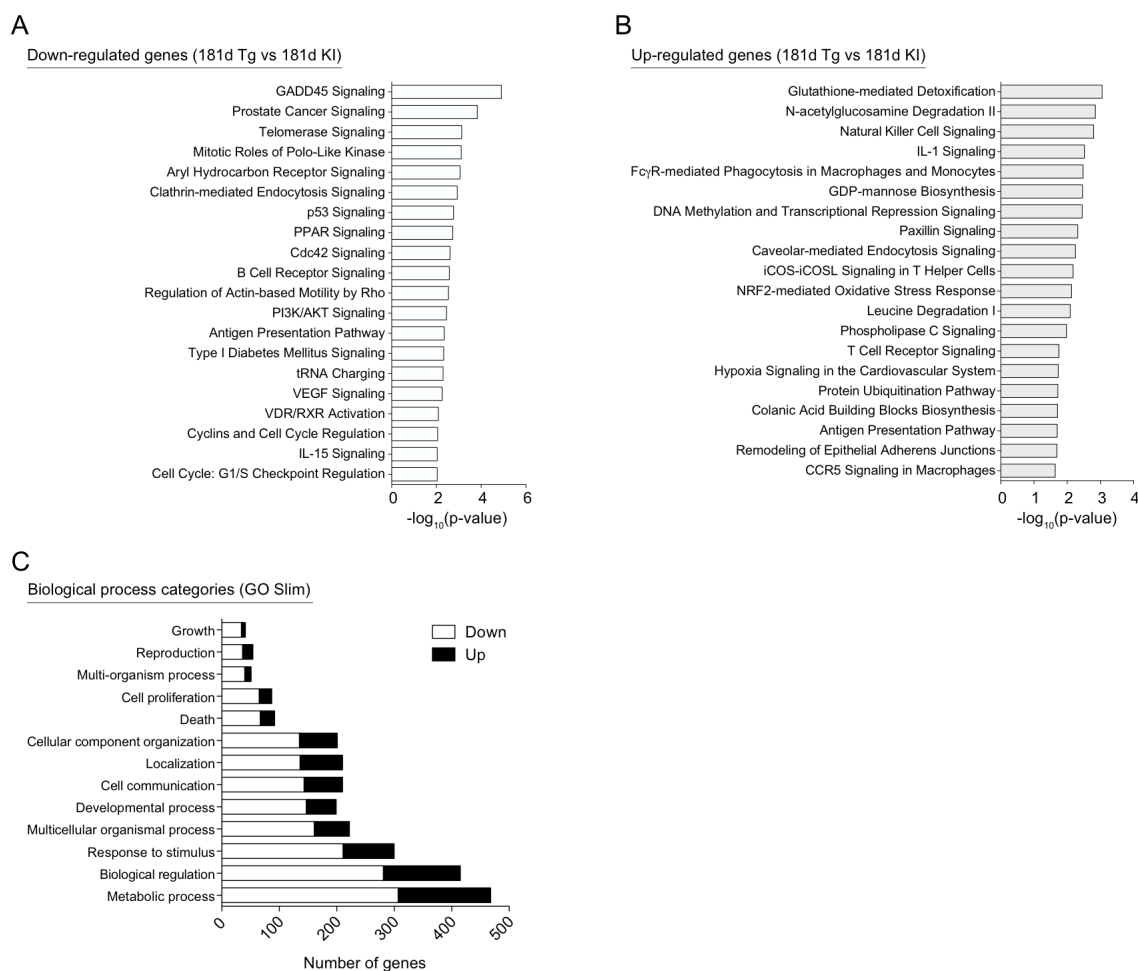 A
Down-regulated genes (181d Tg vs 181d KI)
GADD45 Signaling
Prostate Cancer Signaling
Telomerase Signaling
Mitotic Roles of Polo-Like Kinase
Aryl Hydrocarbon Receptor Signaling
Clathrin-mediated Endocytosis Signaling
p53 Signaling
PPAR Signaling
Cdc42 Signaling
B Cell Receptor Signaling
Regulation of Actin-based Motility by Rho
PI3K/AKT Signaling
Antigen Presentation Pathway
Type I Diabetes Mellitus Signaling
tRNA Charging
VEGF Signaling
VDR/RXR Activation
Cyclins and Cell Cycle Regulation
IL-15 Signaling
Cell Cycle: G1/S Checkpoint Regulation
0 2 4 6
-log10(p-value)
B
Up-regulated genes (181d Tg vs 181d KI)
Glutathione-mediated Detoxification
N-acetylglucosamine Degradation II
Natural Killer Cell Signaling
IL-1 Signaling
FcγR-mediated Phagocytosis in Macrophages and Monocytes
GDP-mannose Biosynthesis
DNA Methylation and Transcriptional Repression Signaling
Paxillin Signaling
Caveolar-mediated Endocytosis Signaling
iCOS-iCOSL Signaling in T Helper Cells
NRF2-mediated Oxidative Stress Response
Leucine Degradation I
Phospholipase C Signaling
T Cell Receptor Signaling
Hypoxia Signaling in the Cardiovascular System
Protein Ubiquitination Pathway
Colanic Acid Building Blocks Biosynthesis
Antigen Presentation Pathway
Remodeling of Epithelial Adherens Junctions
CCR5 Signaling in Macrophages
0 1 2 3 4
-log10(p-value)
C
Biological process categories (GO Slim)
Down
Up
Growth
Reproduction
Multi-organism process
Cell proliferation
Death
Cellular component organization
Localization
Cell communication
Developmental process
Multicellular organismal process
Response to stimulus
Biological regulation
Metabolic process
0 100 200 300 400 500
Number of genes